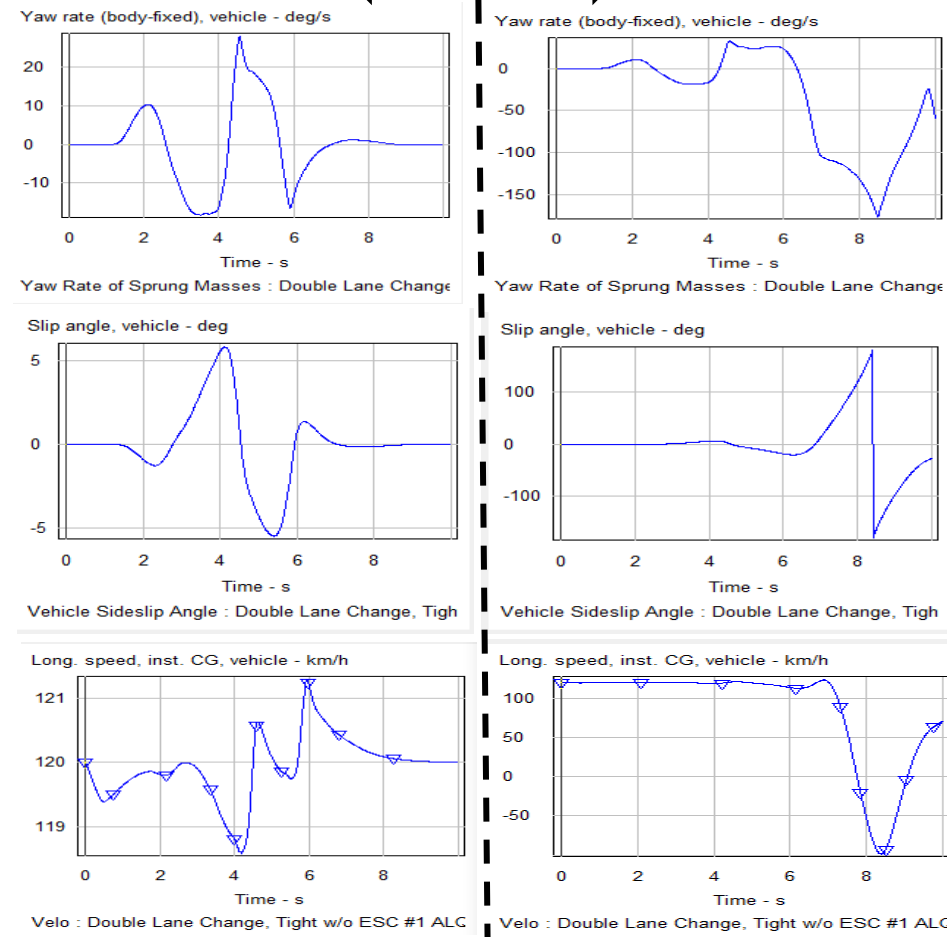 Yaw rate (body-fixed), vehicle - deg/s
20
10
0
-10
0 2 4 6 8
Time - s
Yaw Rate of Sprung Masses : Double Lane Change
Slip angle, vehicle - deg
5
0
-5
0 2 4 6 8
Time - s
Vehicle Sideslip Angle : Double Lane Change, Tigh
Long. speed, inst. CG, vehicle - km/h
121
120
119
0 2 4 6 8
Time - s
Velo : Double Lane Change, Tight w/o ESC #1 ALC
Yaw rate (body-fixed), vehicle - deg/s
0
-50
-100
-150
0 2 4 6 8
Time - s
Yaw Rate of Sprung Masses : Double Lane Change
Slip angle, vehicle - deg
100
0
-100
0 2 4 6 8
Time - s
Vehicle Sideslip Angle : Double Lane Change, Tigh
Long. speed, inst. CG, vehicle - km/h
100
50
0
-50
0 2 4 6 8
Time - s
Velo : Double Lane Change, Tight w/o ESC #1 ALC